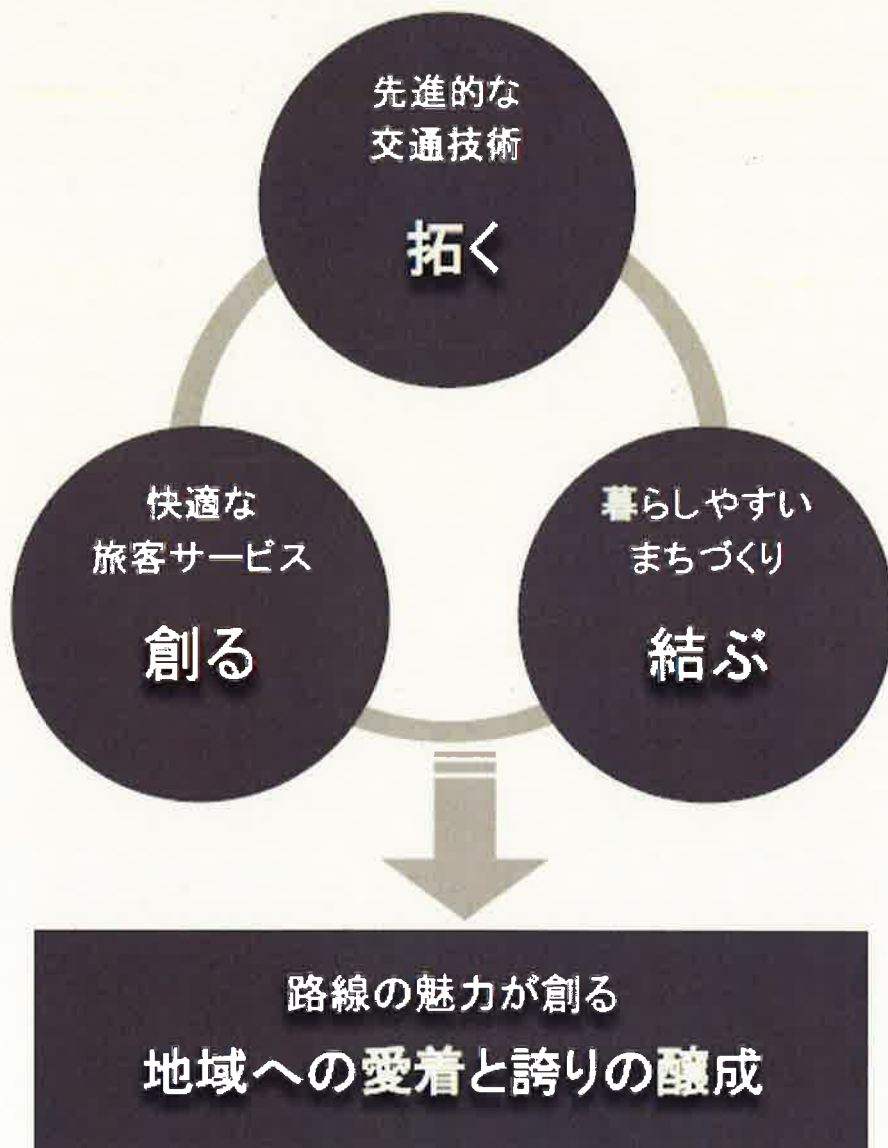 先進的な
交通技術
拓く
快適な
旅客サービス
創る
暮らしやすい
まちづくり
結ぶ
路線の魅力が創る
地域への愛着と誇りの醸成